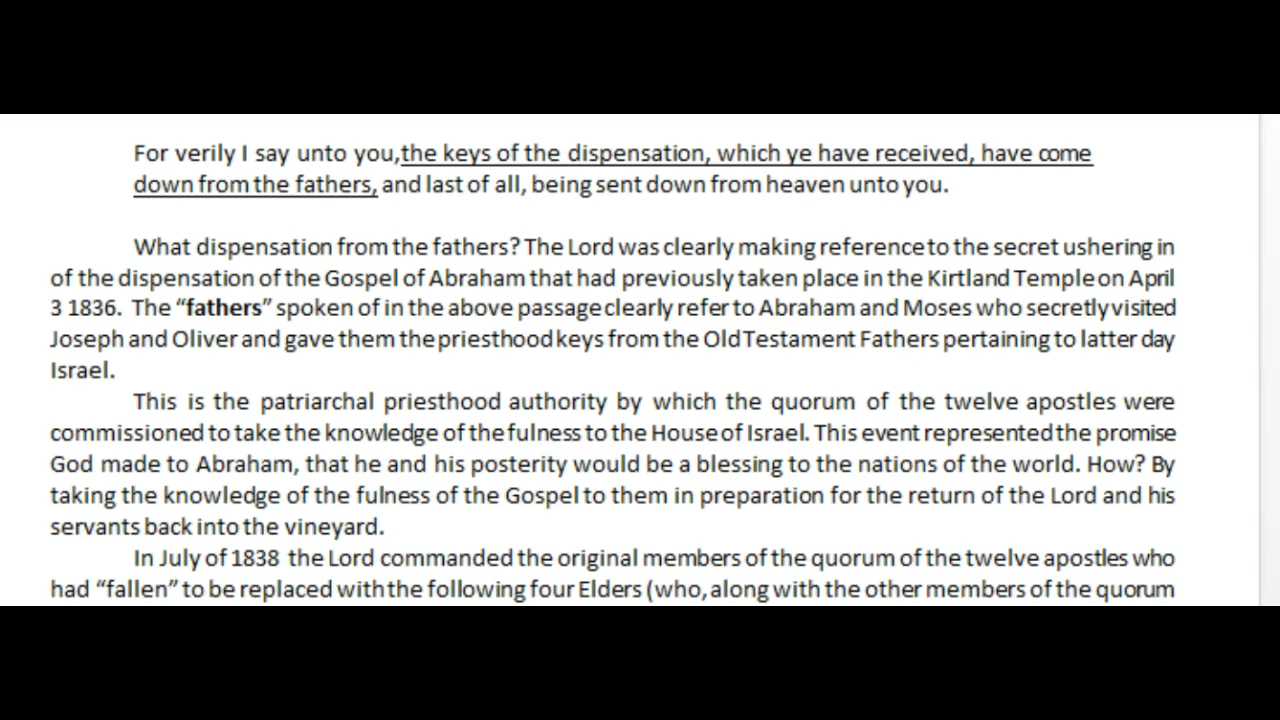 For verily I say unto you,the keys of the dispensation, which ye have received, have come
down from the fathers, and last of all, being sent down from heaven unto you.
What dispensation from the fathers? The Lord was clearly making reference to the secret ushering in
of the dispensation of the Gospel of Abraham that had previously taken place in the Kirtland Temple on April
3 1836. The “fathers” spoken of in the above passage clearly refer to Abraham and Moses who secretly visited
Joseph and Oliver and gave them the priesthood keys from the Old Testament Fathers pertaining to latter day
Israel.
This is the patriarchal priesthood authority by which the quorum of the twelve apostles were
commissioned to take the knowledge of the fulness to the House of Israel. This event represented the promise
God made to Abraham, that he and his posterity would be a blessing to the nations of the world. How? By
taking the knowledge of the fulness of the Gospel to them in preparation for the return of the Lord and his
servants back into the vineyard.
In July of 1838 the Lord commanded the original members of the quorum of the twelve apostles who
had “fallen” to be replaced with the following four Elders (who, along with the other members of the quorum